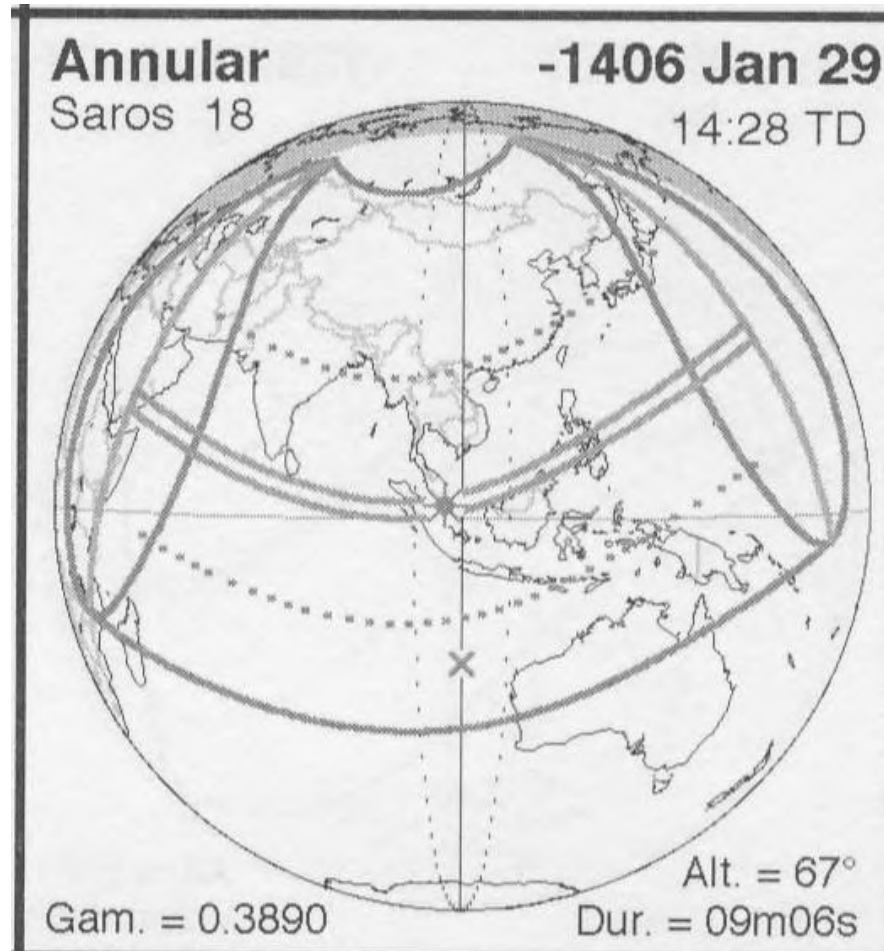 Annular -1406 Jan 29
Saros 18 14:28 TD
Alt. = 67°
Gam. = 0.3890 Dur. = 09m06s